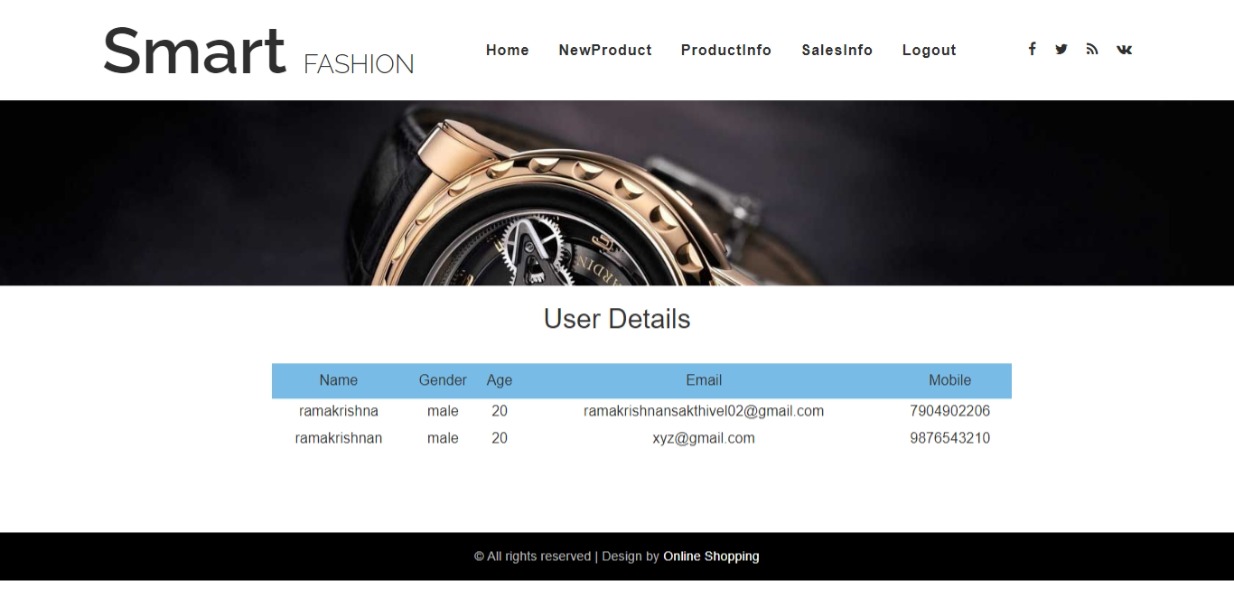 Smart FASHION Home NewProduct ProductInfo SalesInfo Logout
User Details
Name Gender Age Email Mobile
ramakrishna male 20 ramakrishnansakthivel02@gmail.com 7904902206
ramakrishnan male 20 xyz@gmail.com 9876543210
© All rights reserved | Design by Online Shopping